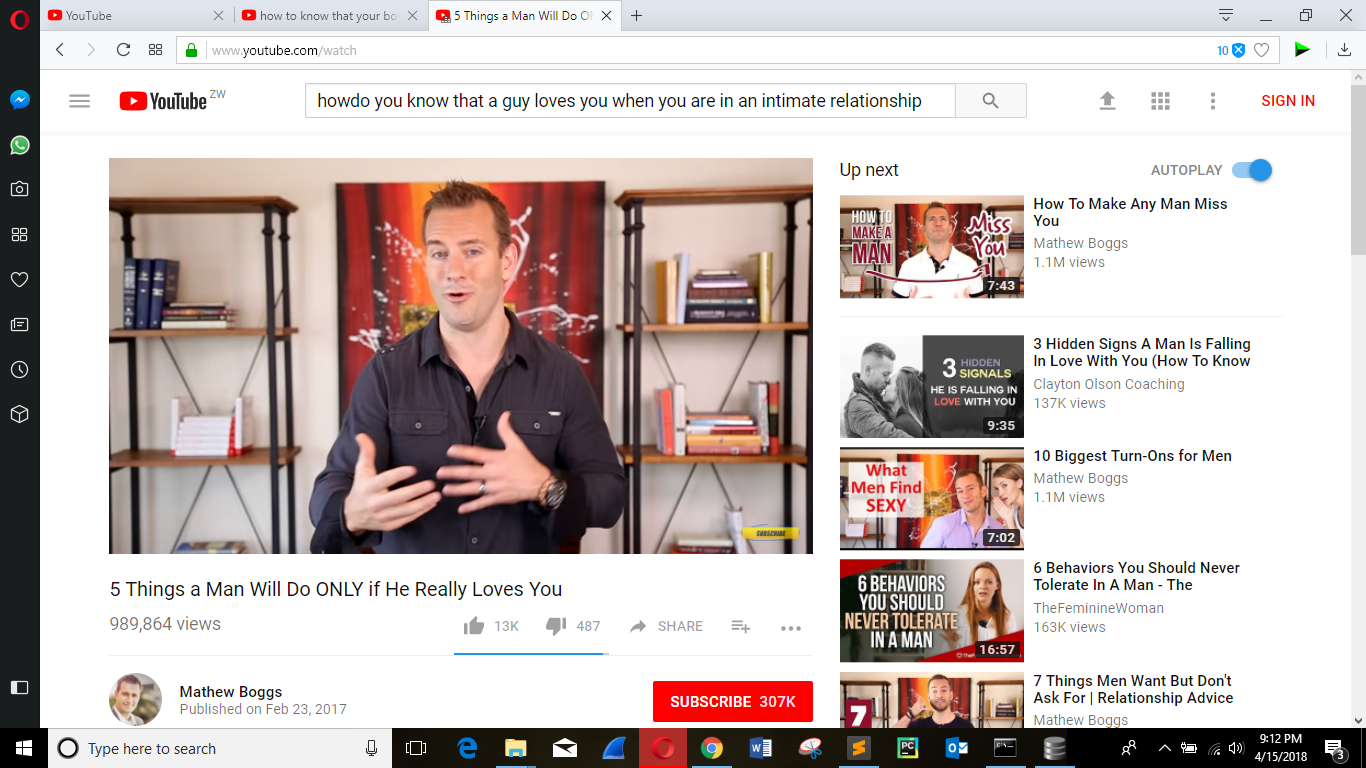 YouTube
how to know that your bo
5 Things a Man Will Do O
www.youtube.com/watch
10
YouTube ZW
howdo you know that a guy loves you when you are in an intimate relationship
SIGN IN
SUBSCRIBE
5 Things a Man Will Do ONLY if He Really Loves You
989,864 views
13K
487
SHARE
Mathew Boggs
Published on Feb 23, 2017
SUBSCRIBE 307K
Up next
AUTOPLAY
HOW TO
MAKE A
MAN
Miss
You
7:43
How To Make Any Man Miss
You
Mathew Boggs
1.1M views
3 HIDDEN
SIGNALS
HE IS FALLING IN
LOVE WITH YOU
9:35
3 Hidden Signs A Man Is Falling
In Love With You (How To Know
Clayton Olson Coaching
137K views
What
Men Find
SEXY
7:02
10 Biggest Turn-Ons for Men
Mathew Boggs
1.1M views
6 BEHAVIORS
YOU SHOULD
NEVER TOLERATE
IN A MAN
16:57
6 Behaviors You Should Never
Tolerate In A Man - The
TheFeminineWoman
163K views
7
7 Things Men Want But Don't
Ask For | Relationship Advice
Mathew Boggs
Type here to search
9:12 PM
4/15/2018
3